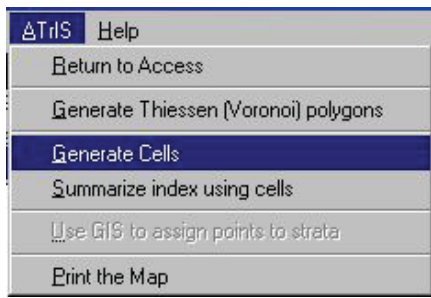 ATrIS Help
Return to Access
Generate Thiessen (Voronoi) polygons
Generate Cells
Summarize index using cells
Use GIS to assign points to strata
Print the Map